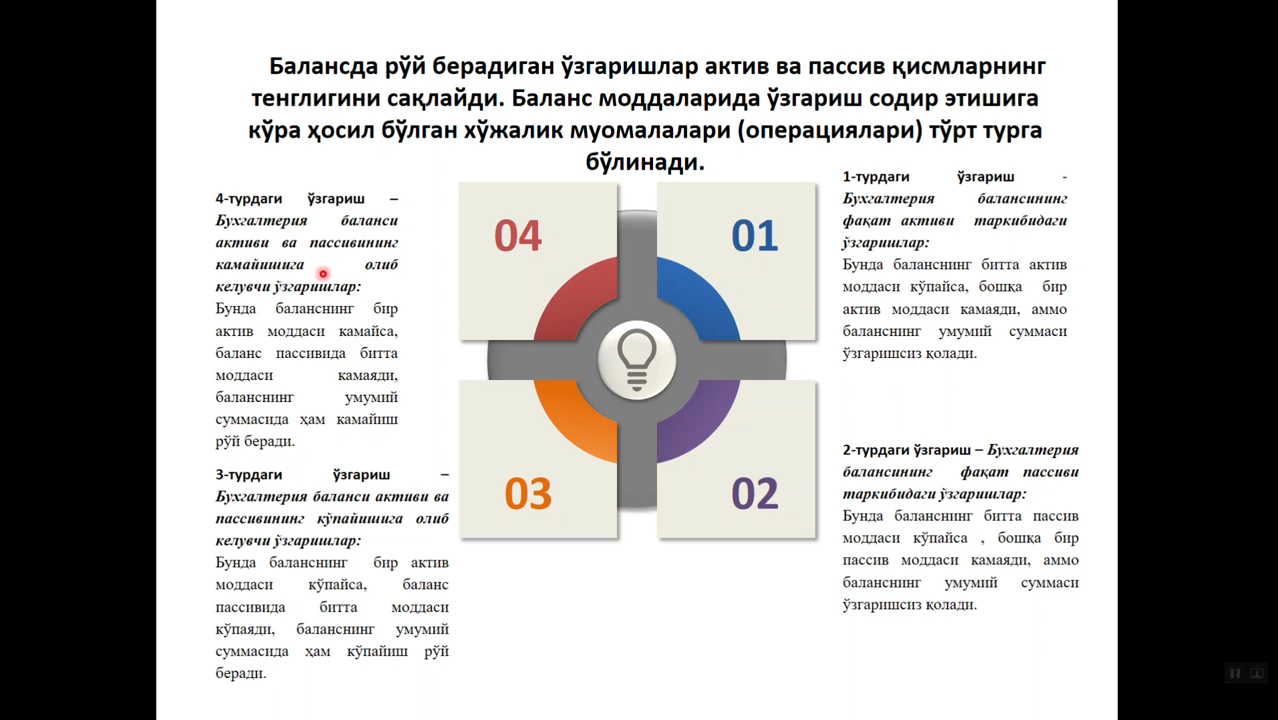 Балансда рўй берадиган ўзгаришлар актив ва пассив қисмларнинг
тенглигини сақлайди. Баланс моддаларида ўзгариш содир этишига
кўра ҳосил бўлган хўжалик муомалалари (операциялари) тўрт турга
бўлинади.
4-турдаги ўзгариш –
Бухгалтерия баланси
активи ва пассивининг
камайишига олиб
келувчи ўзгаришлар:
Бунда баланснинг бир
актив моддаси камайса,
баланс пассивида битта
моддаси камаяди,
баланснинг умумий
суммасида ҳам камайиш
рўй беради.
3-турдаги ўзгариш –
Бухгалтерия баланси активи ва
пассивининг кўпайишига олиб
келувчи ўзгаришлар:
Бунда баланснинг бир актив
моддаси кўпайса, баланс
пассивида битта моддаси
кўпаяди, баланснинг умумий
суммасида ҳам кўпайиш рўй
беради.
04
01
03
02
1-турдаги ўзгариш -
Бухгалтерия балансининг
фақат активи таркибидаги
ўзгаришлар:
Бунда баланснинг битта актив
моддаси кўпайса, бошқа бир
актив моддаси камаяди, аммо
баланснинг умумий суммаси
ўзгаришсиз қолади.
2-турдаги ўзгариш – Бухгалтерия
балансининг фақат пассиви
таркибидаги ўзгаришлар:
Бунда баланснинг битта пассив
моддаси кўпайса , бошқа бир
пассив моддаси камаяди, аммо
баланснинг умумий суммаси
ўзгаришсиз қолади.